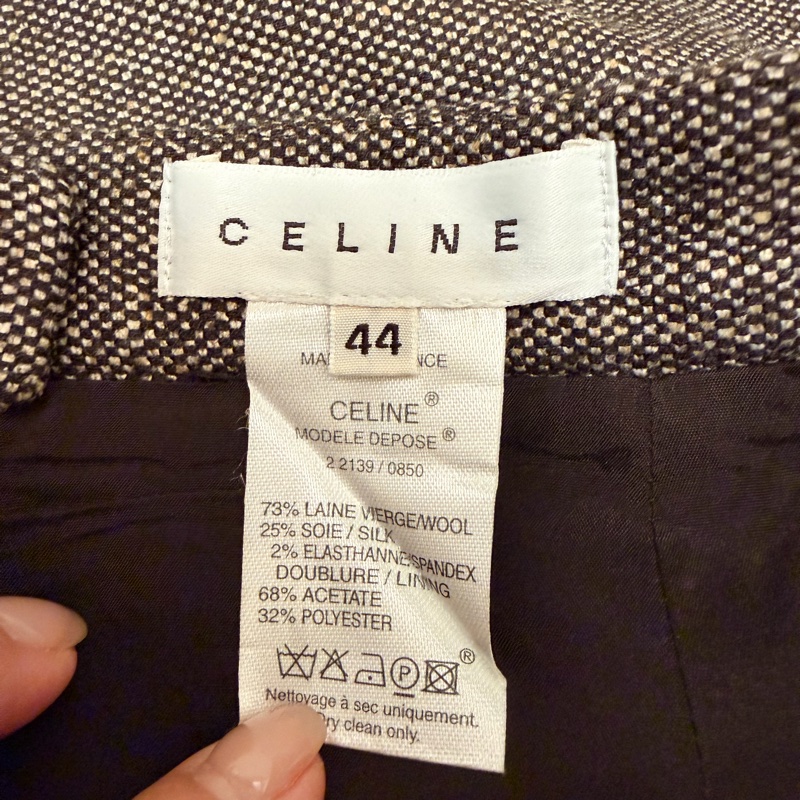 CELINE
44
CELINE®
MODELE DEPOSE®
2 2139 / 0850
73% LAINE VIERGE/WOOL
25% SOIE / SILK
2% ELASTHANNE/SPANDEX
DOUBLURE / LINING
68% ACETATE
32% POLYESTER
P ®
Nettoyage à sec uniquement.
Dry clean only.